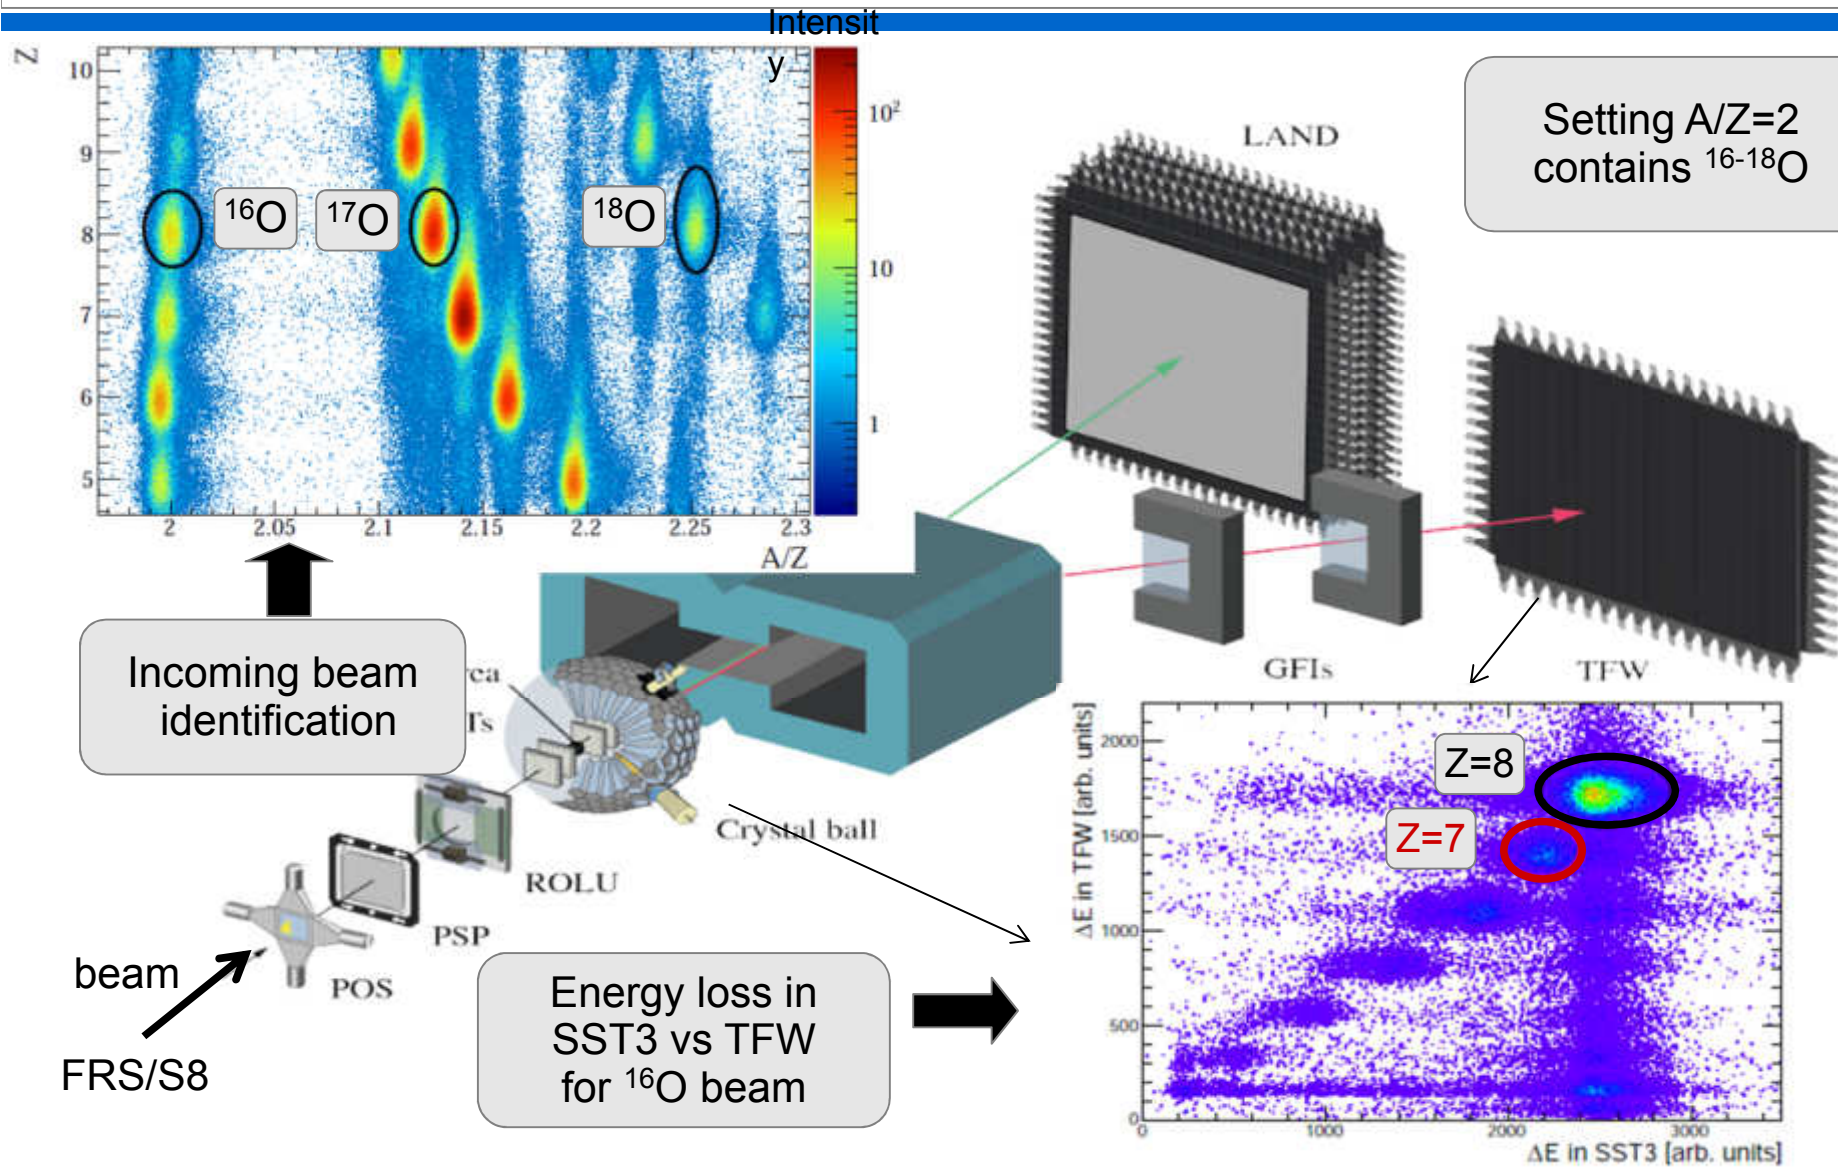 Intensit
y
Z
10
9
8
7
6
5
¹⁶O
¹⁷O
¹⁸O
2
2.05
2.1
2.15
2.2
2.25
2.3
A/Z
10²
10
1
Setting A/Z=2
contains ¹⁶⁻¹⁸O
LAND
GFIs
TFW
Incoming beam
identification
rea
Ts
Crystal ball
ROLU
PSP
POS
beam
FRS/S8
Energy loss in
SST3 vs TFW
for ¹⁶O beam
ΔE in TFW [arb. units]
2000
1500
1000
500
0
Z=8
Z=7
0
1000
2000
3000
ΔE in SST3 [arb. units]